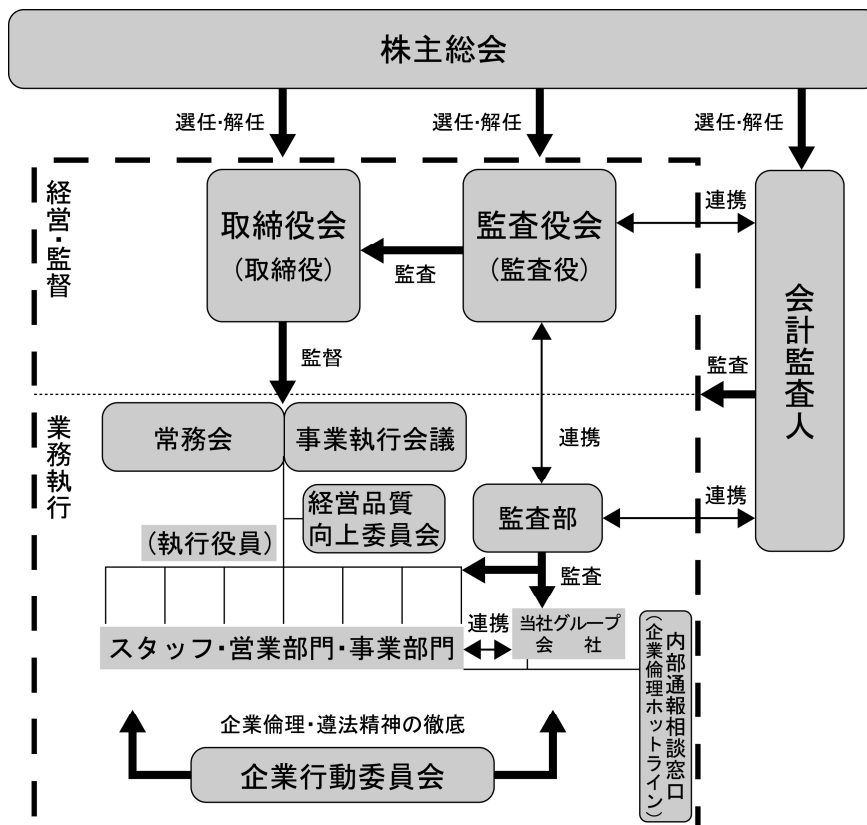 株主総会
選任・解任
選任・解任
選任・解任
経営・監督
取締役会
(取締役)
監査
監査役会
(監査役)
連携
会計監査人
監督
監査
業務執行
常務会
事業執行会議
連携
経営品質
向上委員会
監査部
連携
(執行役員)
監査
スタッフ・営業部門・事業部門
連携
当社グループ
会　　社
内部通報相談窓口
(企業倫理ホットライン)
企業倫理・遵法精神の徹底
企業行動委員会